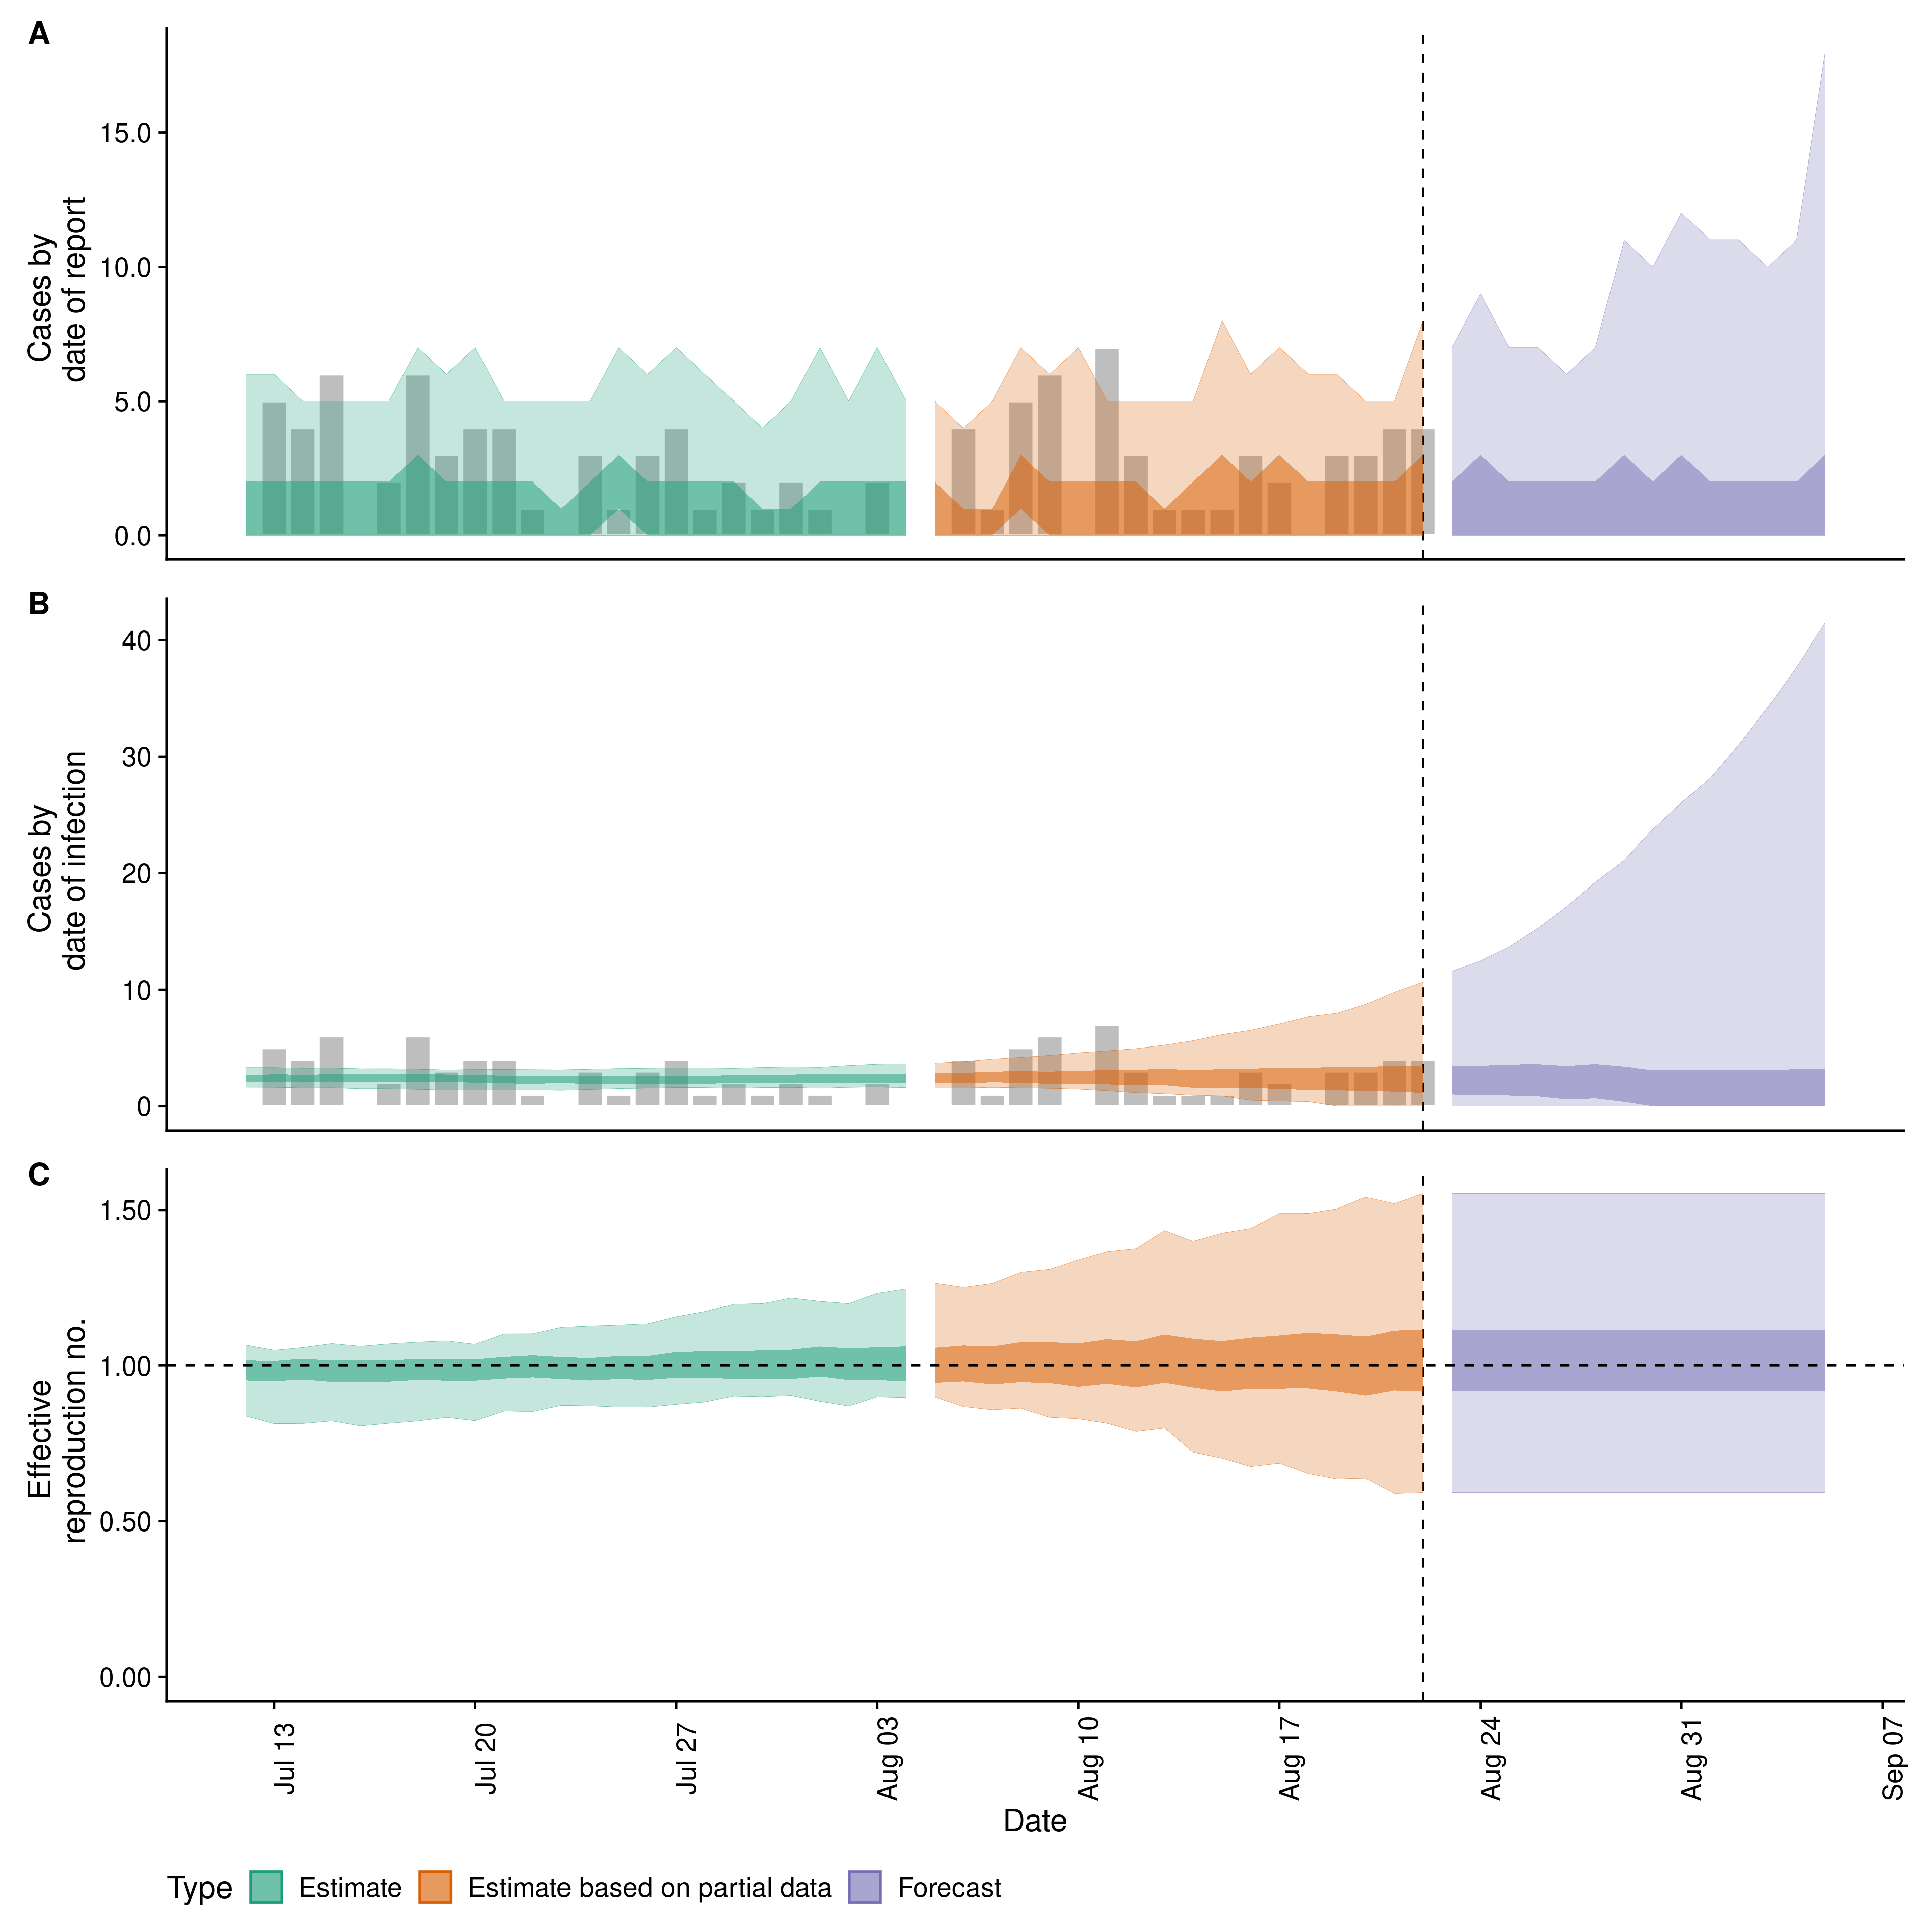 A
Cases by
date of report
15.0
10.0
5.0
0.0
B
Cases by
date of infection
40
30
20
10
0
C
Effective
reproduction no.
1.50
1.00
0.50
0.00
Jul 13
Jul 20
Jul 27
Aug 03
Aug 10
Aug 17
Aug 24
Aug 31
Sep 07
Date
Type Estimate Estimate based on partial data Forecast